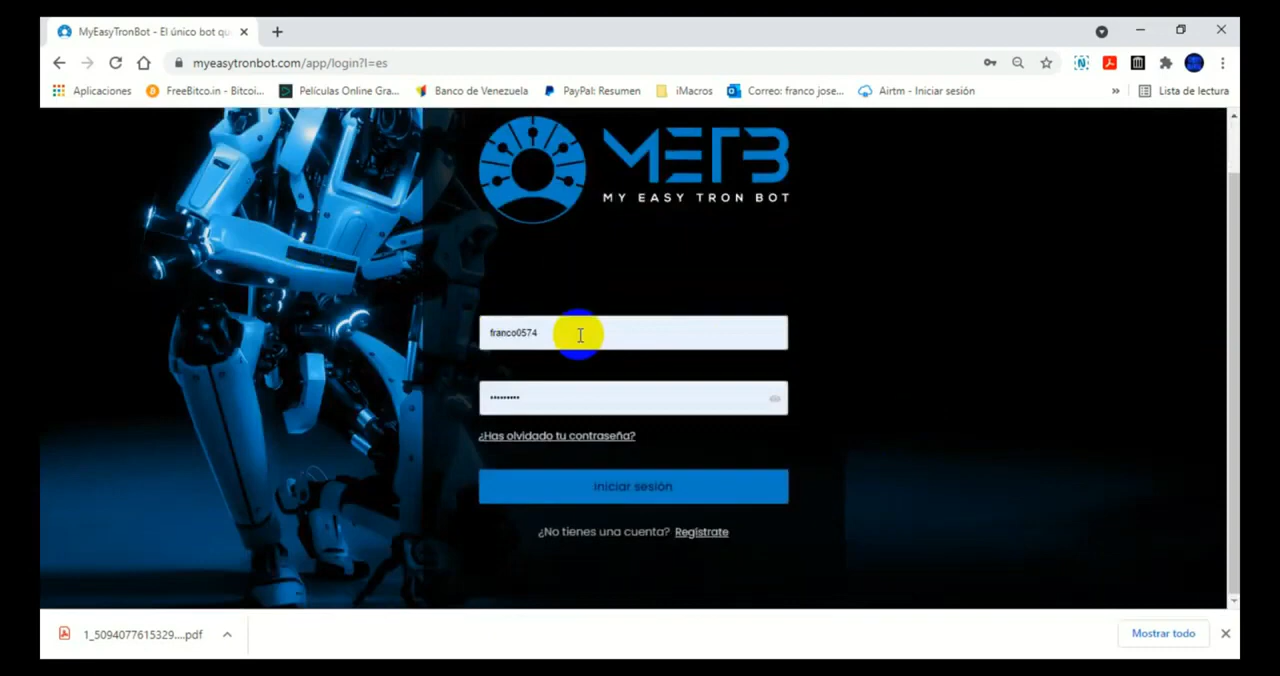 MyEasyTronBot - El único bot qu
myeasytronbot.com/app/login?l=es
Aplicaciones
FreeBitco.in - Bitcoi...
Películas Online Gra...
Banco de Venezuela
PayPal: Resumen
iMacros
Correo: franco jose...
Airtm - Iniciar sesión
»
Lista de lectura
METB
MY EASY TRON BOT
franco0574
•••••••••
¿Has olvidado tu contraseña?
Iniciar sesión
¿No tienes una cuenta? Regístrate
1_5094077615329....pdf
Mostrar todo